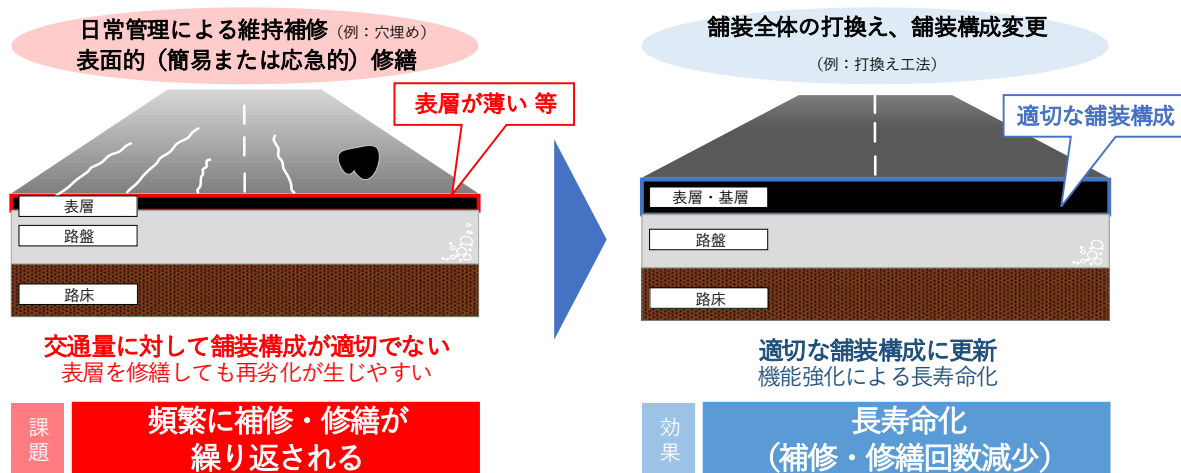 日常管理による維持補修（例：穴埋め）
表面的（簡易または応急的）修繕
表層が薄い 等
表層
路盤
路床
交通量に対して舗装構成が適切でない
表層を修繕しても再劣化が生じやすい
課題
頻繁に補修・修繕が
繰り返される
舗装全体の打換え、舗装構成変更
（例：打換え工法）
適切な舗装構成
表層・基層
路盤
路床
適切な舗装構成に更新
機能強化による長寿命化
効果
長寿命化
（補修・修繕回数減少）